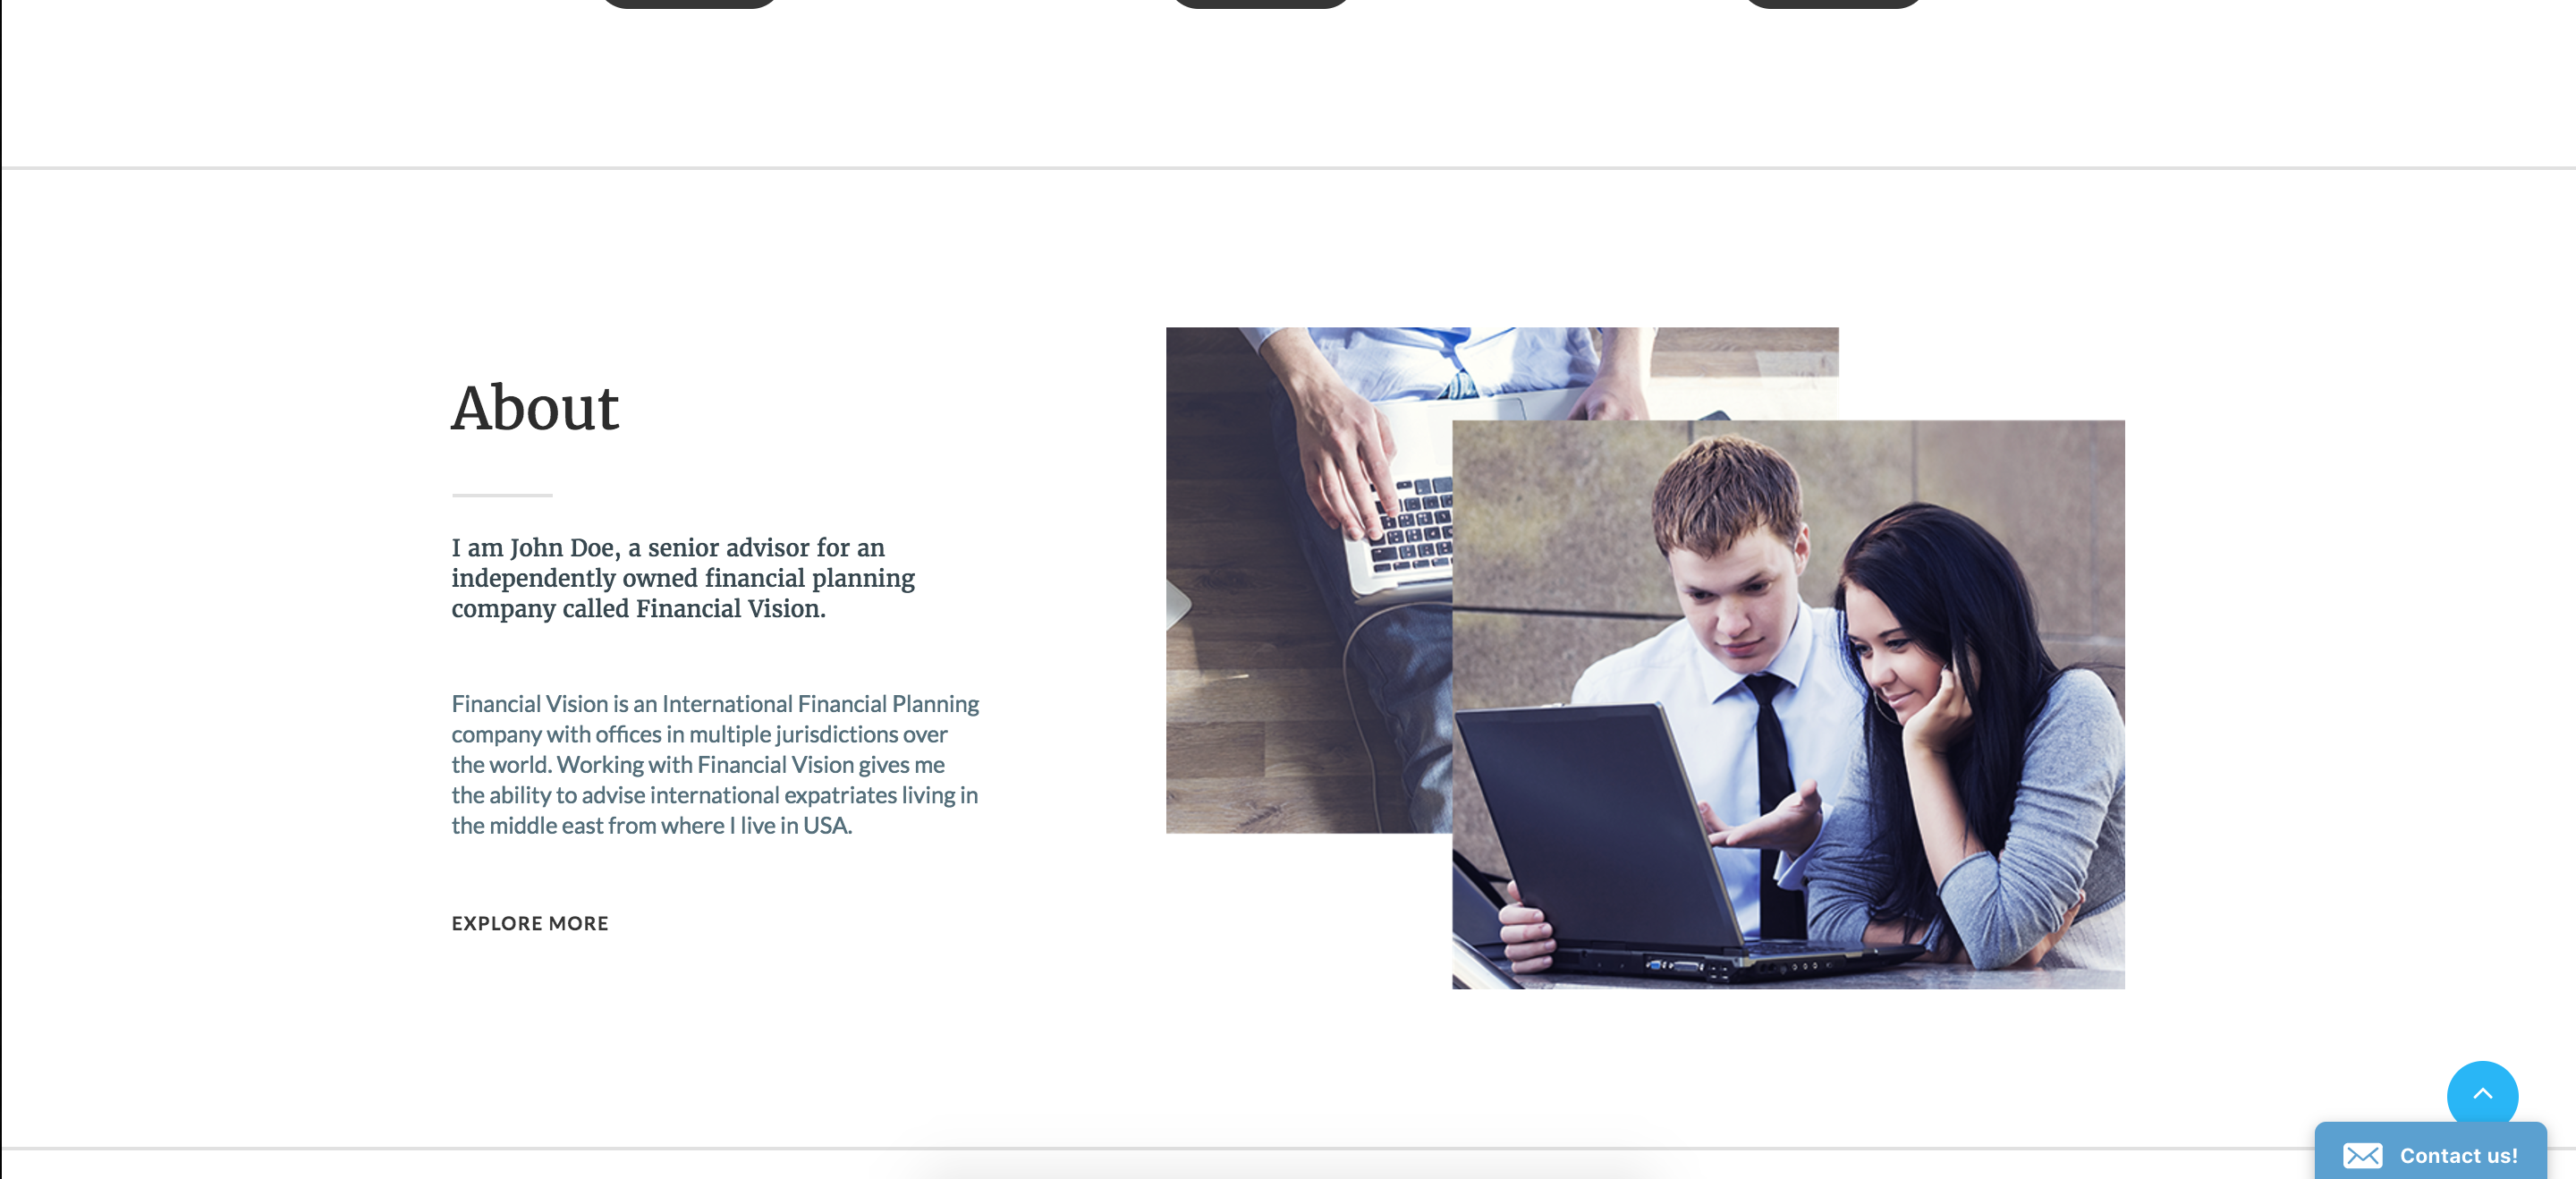 About
I am John Doe, a senior advisor for an
independently owned financial planning
company called Financial Vision.
Financial Vision is an International Financial Planning
company with offices in multiple jurisdictions over
the world. Working with Financial Vision gives me
the ability to advise international expatriates living in
the middle east from where I live in USA.
EXPLORE MORE
Contact us!